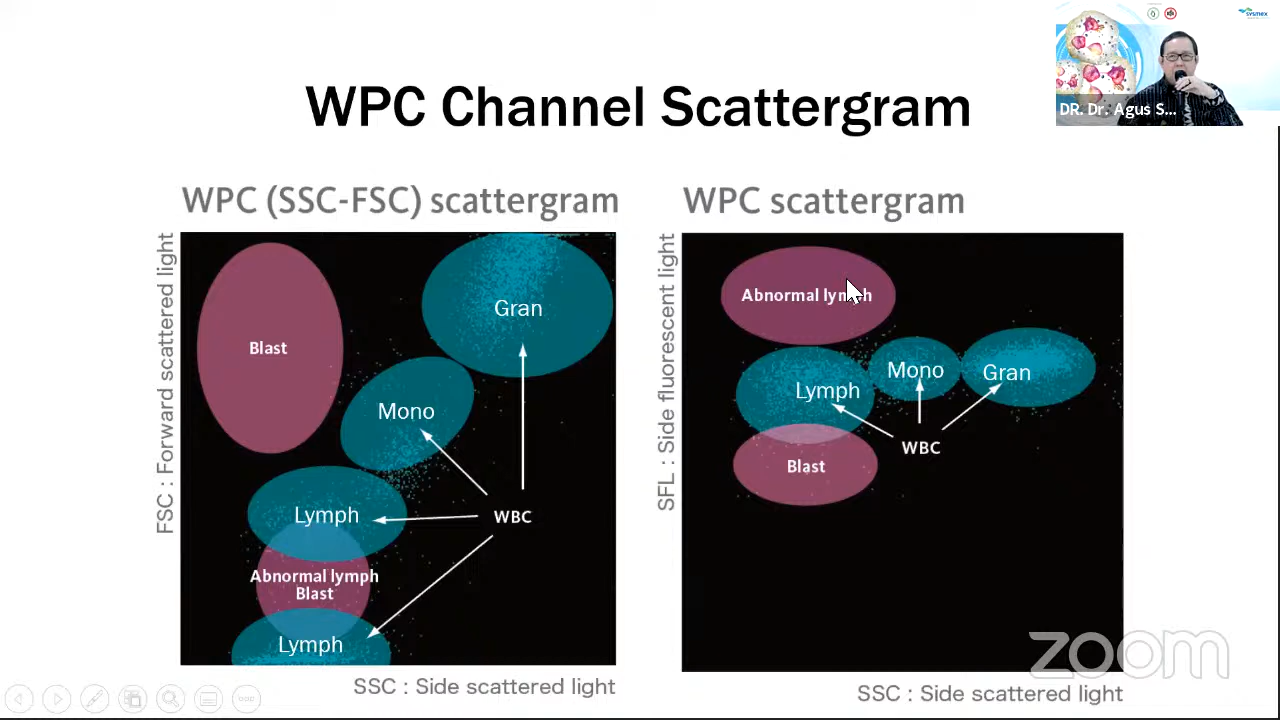 sysmex
DR. Dr. Agus S...
WPC Channel Scattergram
WPC (SSC-FSC) scattergram
FSC : Forward scattered light
Blast
Gran
Mono
Lymph
WBC
Abnormal lymph
Blast
Lymph
SSC : Side scattered light
WPC scattergram
SFL : Side fluorescent light
Abnormal lymph
Lymph
Mono
Gran
WBC
Blast
SSC : Side scattered light
zoom